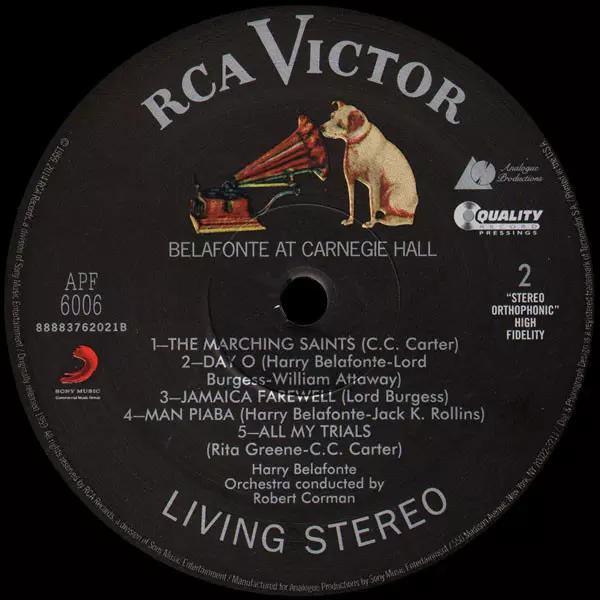 RCA VICTOR
Analogue
Productions
QUALITY
RECORD
PRESSINGS
BELAFONTE AT CARNEGIE HALL
APF
6006
88883762021B
2
"STEREO
ORTHOPHONIC"
HIGH
FIDELITY
SONY MUSIC
1—THE MARCHING SAINTS (C.C. Carter)
2—DAY O (Harry Belafonte-Lord
Burgess-William Attaway)
3—JAMAICA FAREWELL (Lord Burgess)
4—MAN PIABA (Harry Belafonte-Jack K. Rollins)
5—ALL MY TRIALS
(Rita Greene-C.C. Carter)
Harry Belafonte
Orchestra conducted by
Robert Corman
LIVING STEREO